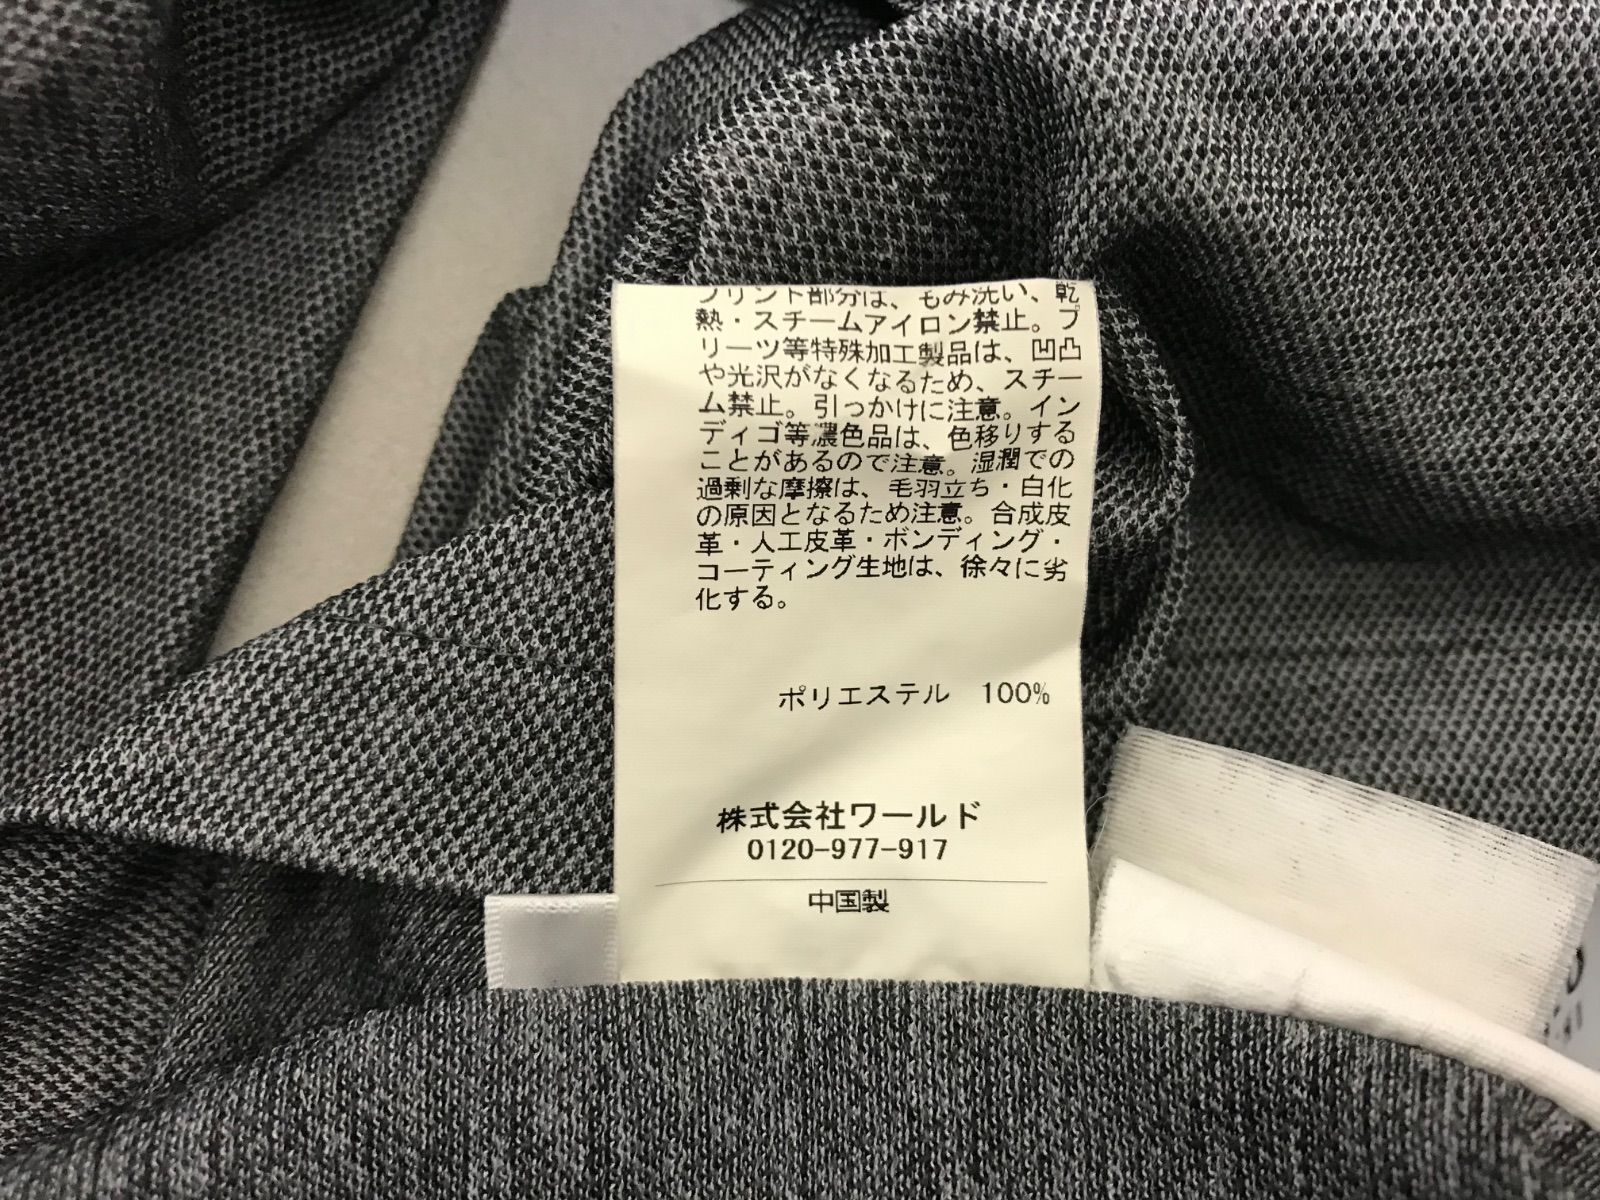 プリント部分は、もみ洗い、乾
熱・スチームアイロン禁止。プ
リーツ等特殊加工製品は、凹凸
や光沢がなくなるため、スチー
ム禁止。引っかけに注意。イン
ディゴ等濃色品は、色移りする
ことがあるので注意。湿潤での
過剰な摩擦は、毛羽立ち・白化
の原因となるため注意。合成皮
革・人工皮革・ボンディング・
コーティング生地は、徐々に劣
化する。
ポリエステル 100%
株式会社ワールド
0120-977-917
中国製